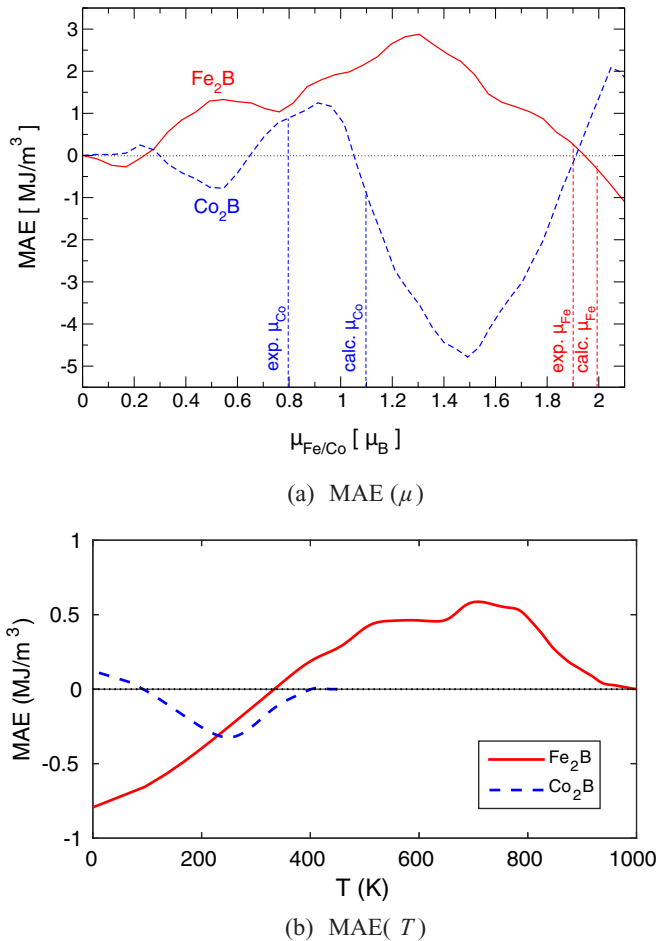 3
2
1
0
-1
-2
-3
-4
-5
MAE [ MJ/m³ ]
Fe₂B
Co₂B
exp. μCo
calc. μCo
exp. μFe
calc. μFe
0 0.2 0.4 0.6 0.8 1 1.2 1.4 1.6 1.8 2
μFe/Co [ μB ]
(a) MAE (μ)
1
0.5
0
-0.5
-1
MAE (MJ/m³)
Fe₂B
Co₂B
0 200 400 600 800 1000
T (K)
(b) MAE( T)